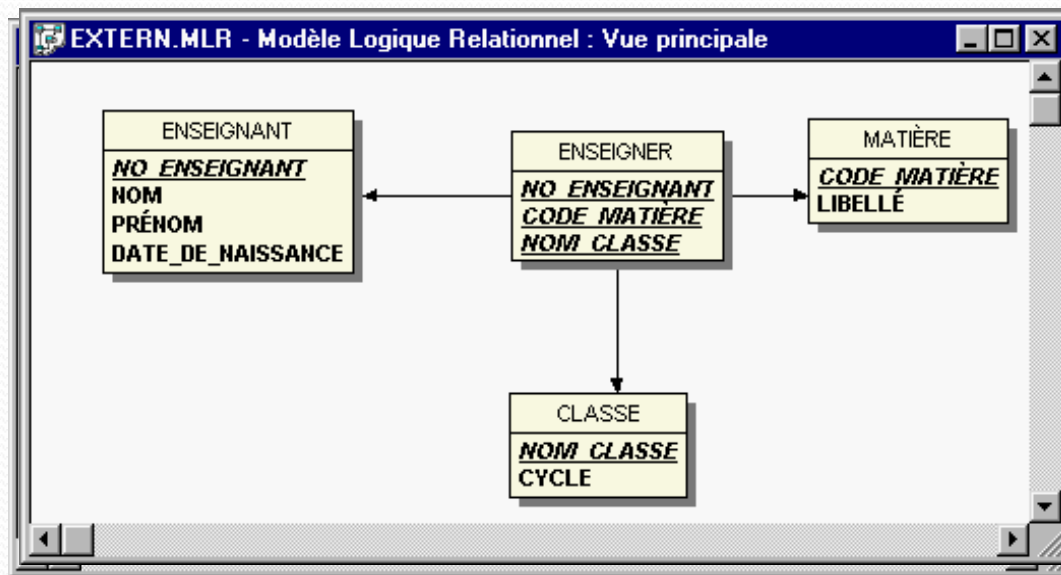 EXTERN.MLR - Modèle Logique Relationnel : Vue principale
ENSEIGNANT
NO_ENSEIGNANT
NOM
PRÉNOM
DATE_DE_NAISSANCE
ENSEIGNER
NO_ENSEIGNANT
CODE_MATIÈRE
NOM_CLASSE
MATIÈRE
CODE_MATIÈRE
LIBELLÉ
CLASSE
NOM_CLASSE
CYCLE